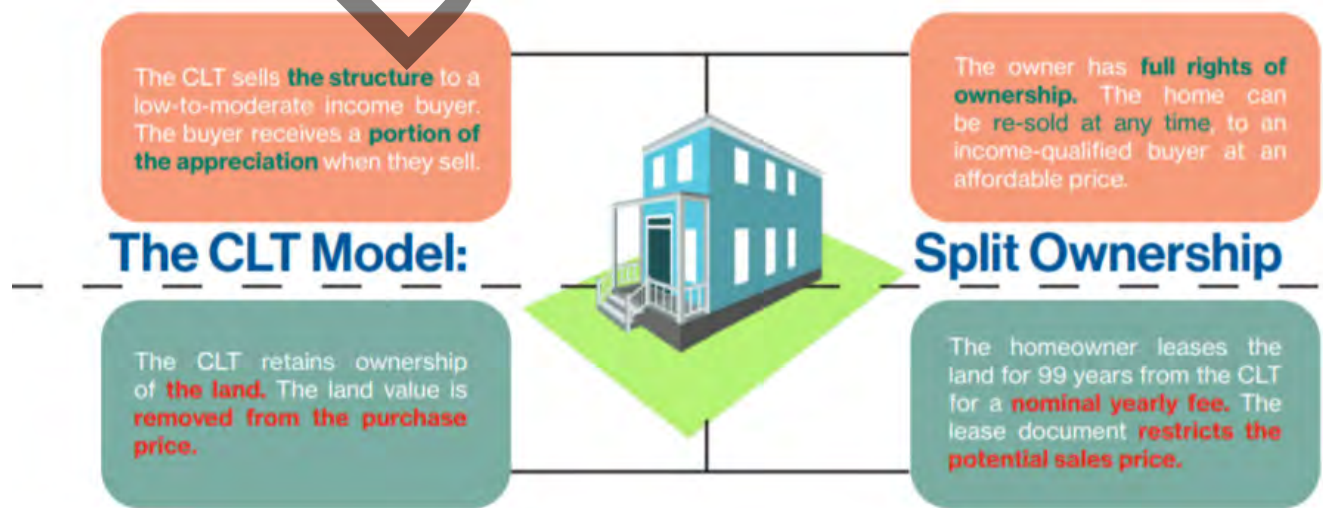 The CLT sells the structure to a
low-to-moderate income buyer.
The buyer receives a portion of
the appreciation when they sell.
The owner has full rights of
ownership. The home can
be re-sold at any time, to an
income-qualified buyer at an
affordable price.
The CLT Model:
Split Ownership
The CLT retains ownership
of the land. The land value is
removed from the purchase
price.
The homeowner leases the
land for 99 years from the CLT
for a nominal yearly fee. The
lease document restricts the
potential sales price.